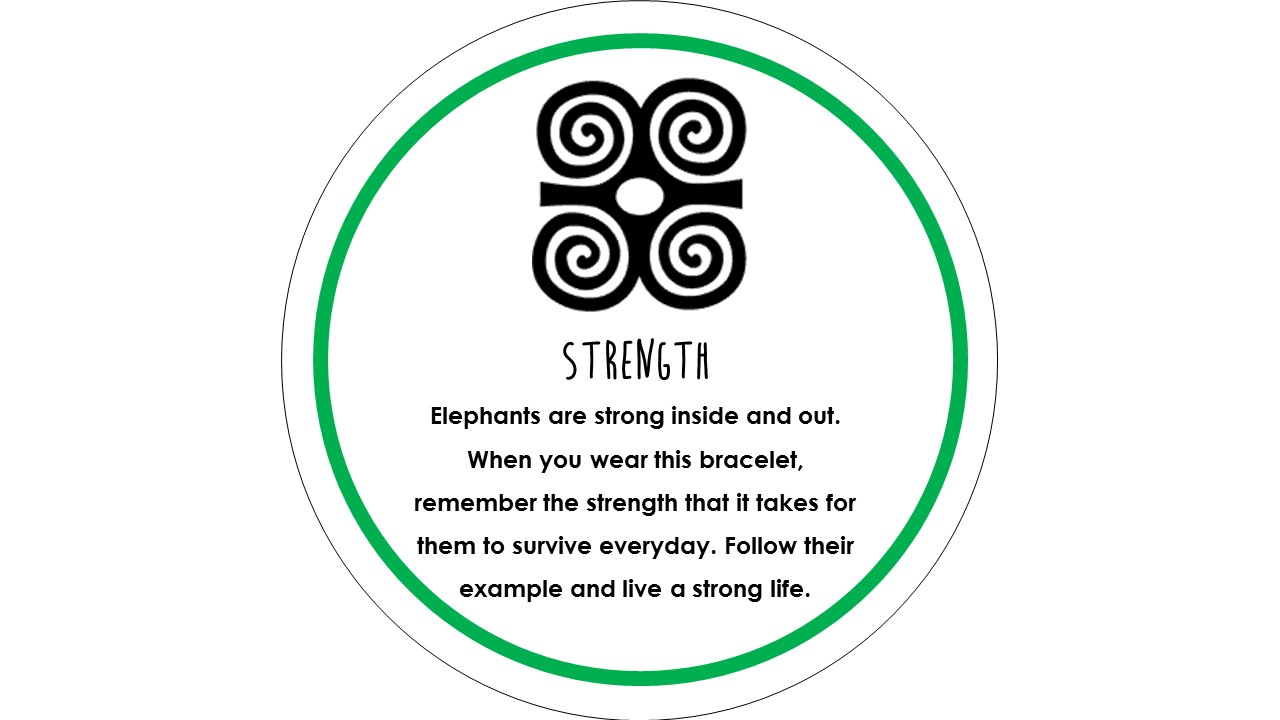 STRENGTH
Elephants are strong inside and out.
When you wear this bracelet,
remember the strength that it takes for
them to survive everyday. Follow their
example and live a strong life.